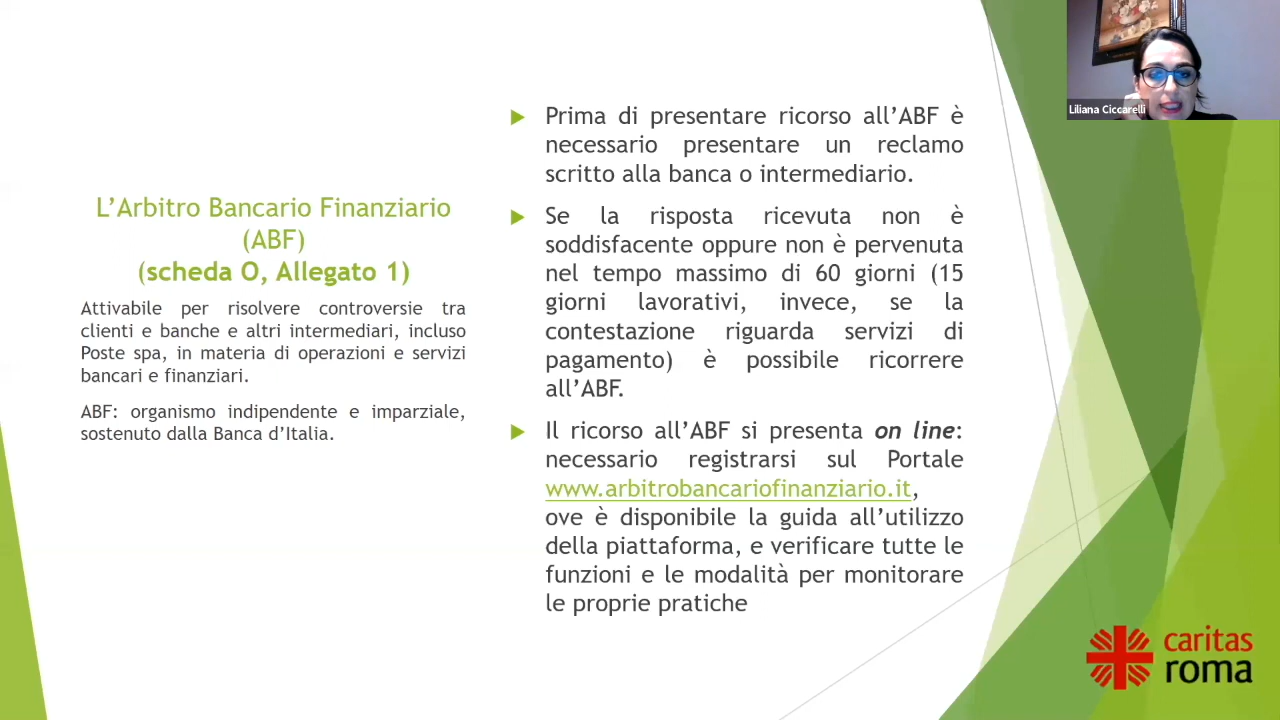 L’Arbitro Bancario Finanziario
(ABF)
(scheda O, Allegato 1)
Attivabile per risolvere controversie tra
clienti e banche e altri intermediari, incluso
Poste spa, in materia di operazioni e servizi
bancari e finanziari.
ABF: organismo indipendente e imparziale,
sostenuto dalla Banca d’Italia.
Prima di presentare ricorso all’ABF è
necessario presentare un reclamo
scritto alla banca o intermediario.
Se la risposta ricevuta non è
soddisfacente oppure non è pervenuta
nel tempo massimo di 60 giorni (15
giorni lavorativi, invece, se la
contestazione riguarda servizi di
pagamento) è possibile ricorrere
all’ABF.
Il ricorso all’ABF si presenta on line:
necessario registrarsi sul Portale
www.arbitrobancariofinanziario.it,
ove è disponibile la guida all’utilizzo
della piattaforma, e verificare tutte le
funzioni e le modalità per monitorare
le proprie pratiche
Liliana Ciccarelli
caritas
roma